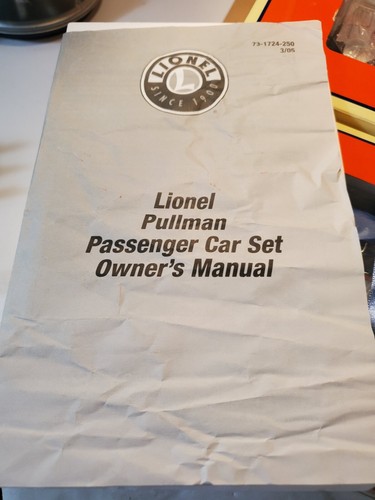 73-1724-250
3/05
LIONEL
L
SINCE 1900
Lionel
Pullman
Passenger Car Set
Owner's Manual